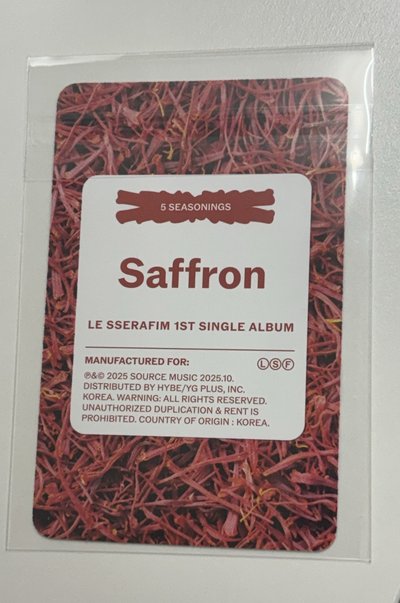 5 SEASONINGS
Saffron
LE SSERAFIM 1ST SINGLE ALBUM
MANUFACTURED FOR: LSF
℗&© 2025 SOURCE MUSIC 2025.10.
DISTRIBUTED BY HYBE/YG PLUS, INC.
KOREA. WARNING: ALL RIGHTS RESERVED.
UNAUTHORIZED DUPLICATION & RENT IS
PROHIBITED. COUNTRY OF ORIGIN : KOREA.